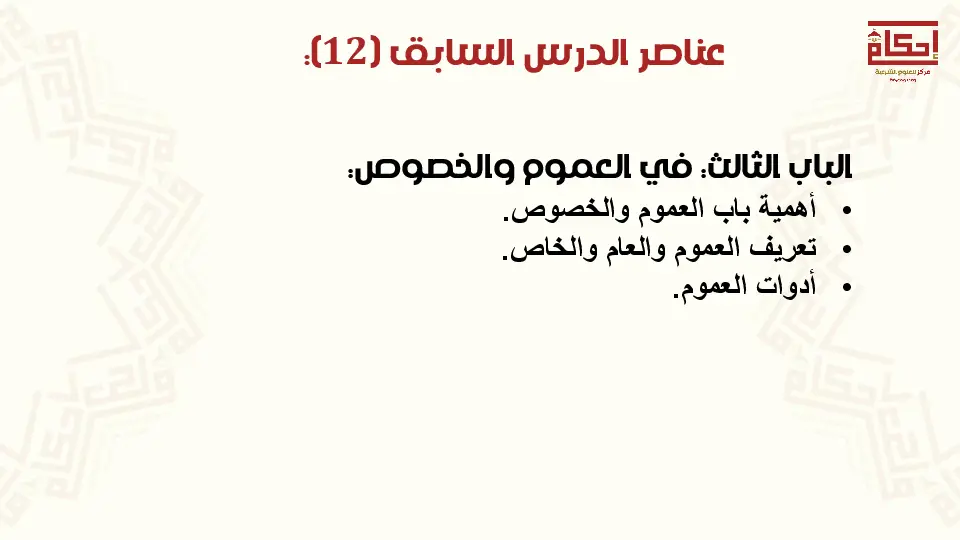 عناصر الدرس السابق (12):
إحكام
مركز للعلوم الشرعية
الباب الثالث: في العموم والخصوص:
• أهمية باب العموم والخصوص.
• تعريف العموم والعام والخاص.
• أدوات العموم.